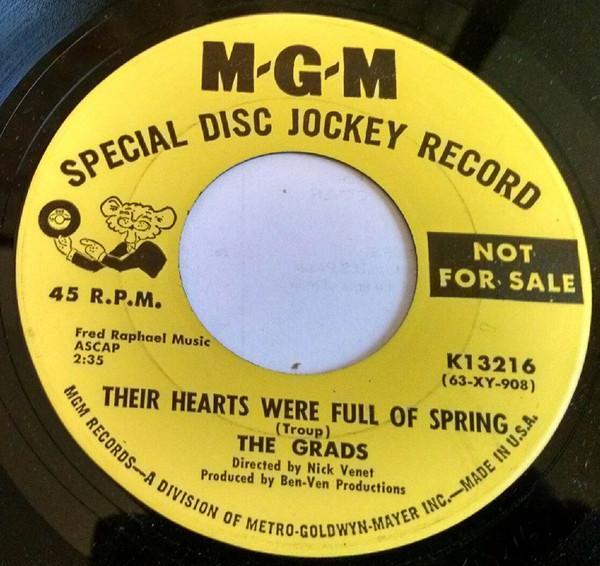 M-G-M
SPECIAL DISC JOCKEY RECORD
NOT
FOR SALE
45 R.P.M.
Fred Raphael Music
ASCAP
2:35
K13216
(63-XY-908)
THEIR HEARTS WERE FULL OF SPRING
(Troup)
THE GRADS
Directed by Nick Venet
Produced by Ben-Ven Productions
MGM RECORDS—A DIVISION OF METRO-GOLDWYN-MAYER INC.—MADE IN U.S.A.